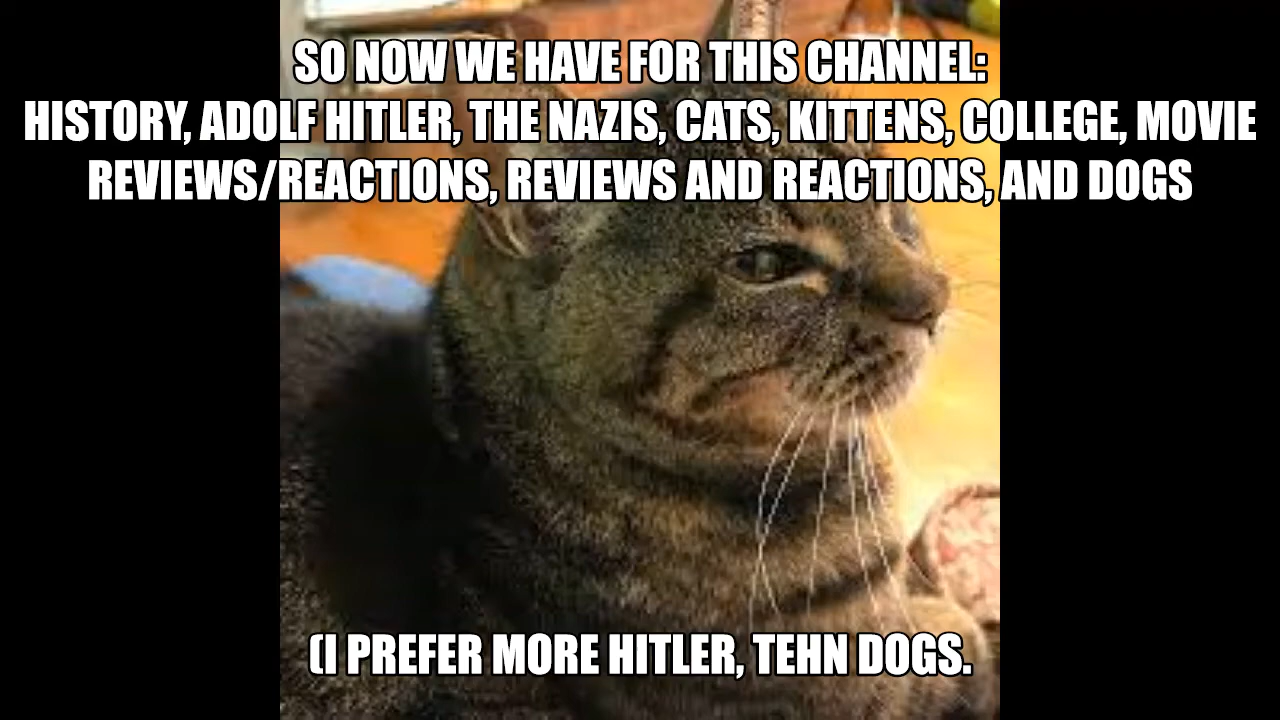 SO NOW WE HAVE FOR THIS CHANNEL:
HISTORY, ADOLF HITLER, THE NAZIS, CATS, KITTENS, COLLEGE, MOVIE
REVIEWS/REACTIONS, REVIEWS AND REACTIONS, AND DOGS
(I PREFER MORE HITLER, TEHN DOGS.